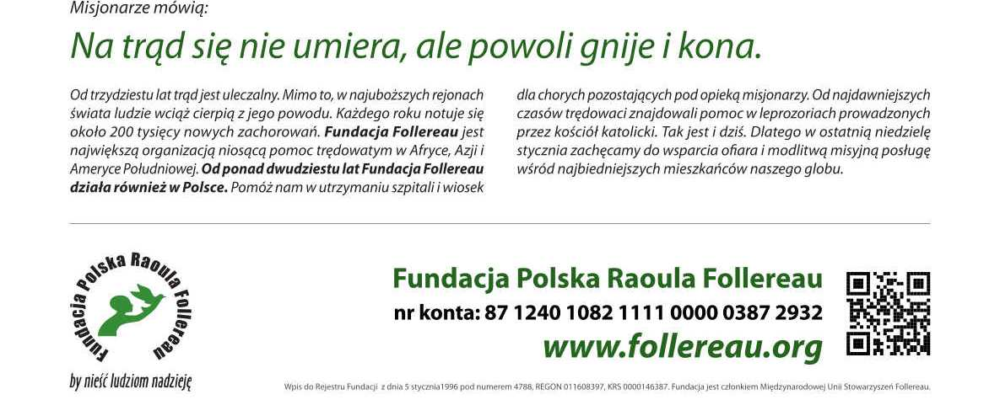 Misjonarze mówią:
Na trąd się nie umiera, ale powoli gnije i kona.
Od trzydziestu lat trąd jest uleczalny. Mimo to, w najuboższych rejonach
świata ludzie wciąż cierpią z jego powodu. Każdego roku notuje się
około 200 tysięcy nowych zachorowań. Fundacja Follereau jest
największą organizacją niosącą pomoc trędowatym w Afryce, Azji i
Ameryce Południowej. Od ponad dwudziestu lat Fundacja Follereau
działa również w Polsce. Pomóż nam w utrzymaniu szpitali i wiosek
dla chorych pozostających pod opieką misjonarzy. Od najdawniejszych
czasów trędowaci znajdowali pomoc w leprozoriach prowadzonych
przez kościół katolicki. Tak jest i dziś. Dlatego w ostatnią niedzielę
stycznia zachęcamy do wsparcia ofiara i modlitwą misyjną posługę
wśród najbiedniejszych mieszkańców naszego globu.
Fundacja Polska Raoula Follereau
by nieść ludziom nadzieję
Fundacja Polska Raoula Follereau
nr konta: 87 1240 1082 1111 0000 0387 2932
www.follereau.org
Wpis do Rejestru Fundacji z dnia 5 stycznia1996 pod numerem 4788, REGON 011608397, KRS 0000146387. Fundacja jest członkiem Międzynarodowej Unii Stowarzyszeń Follereau.